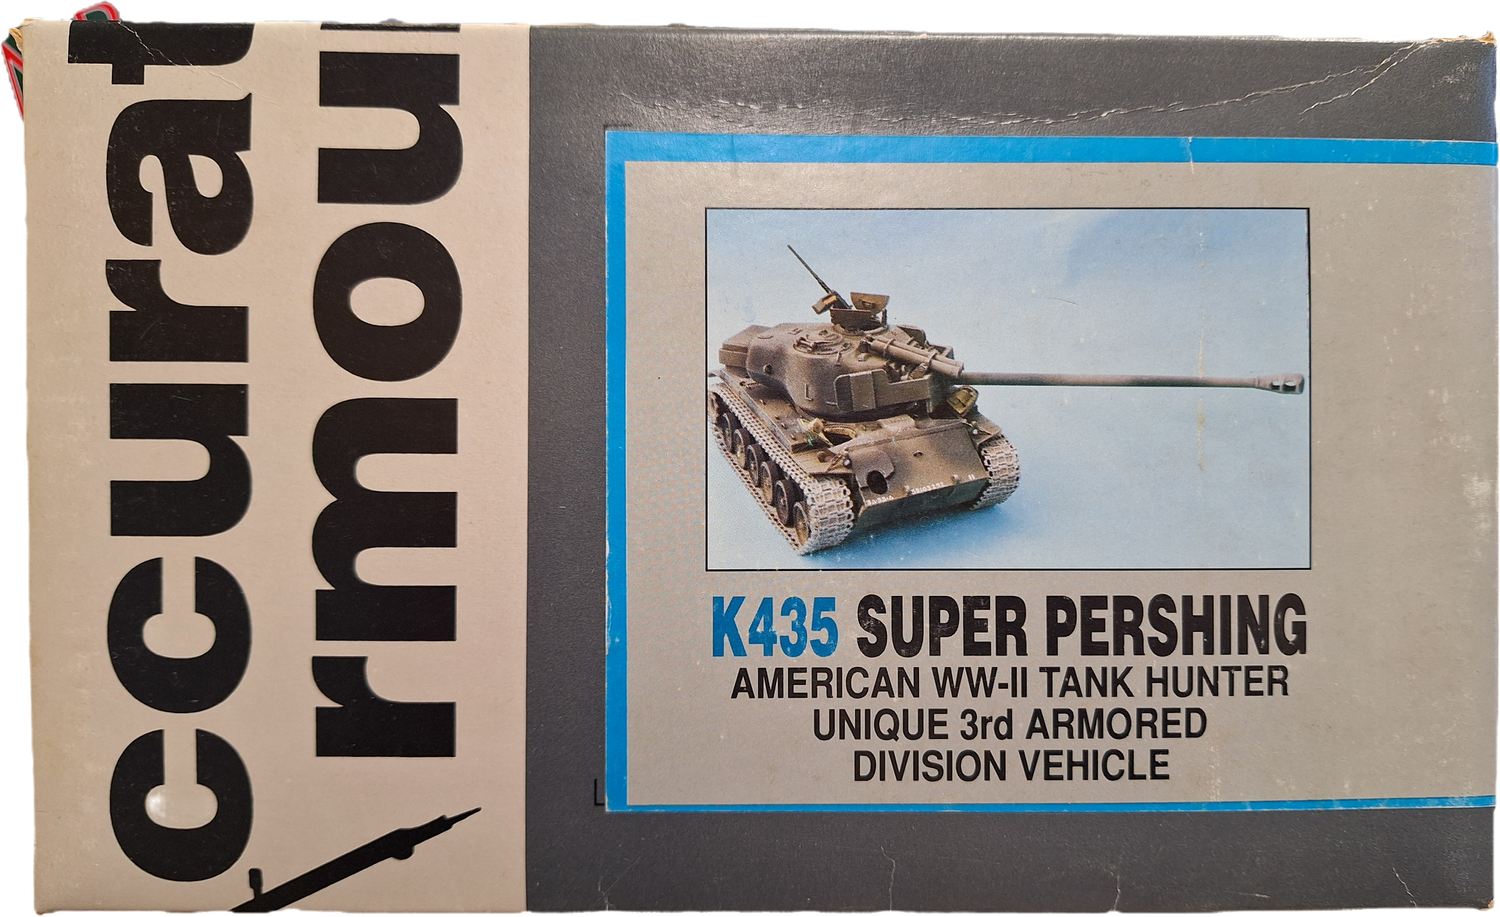 ccurat
rmou
K435 SUPER PERSHING
AMERICAN WW-II TANK HUNTER
UNIQUE 3rd ARMORED
DIVISION VEHICLE